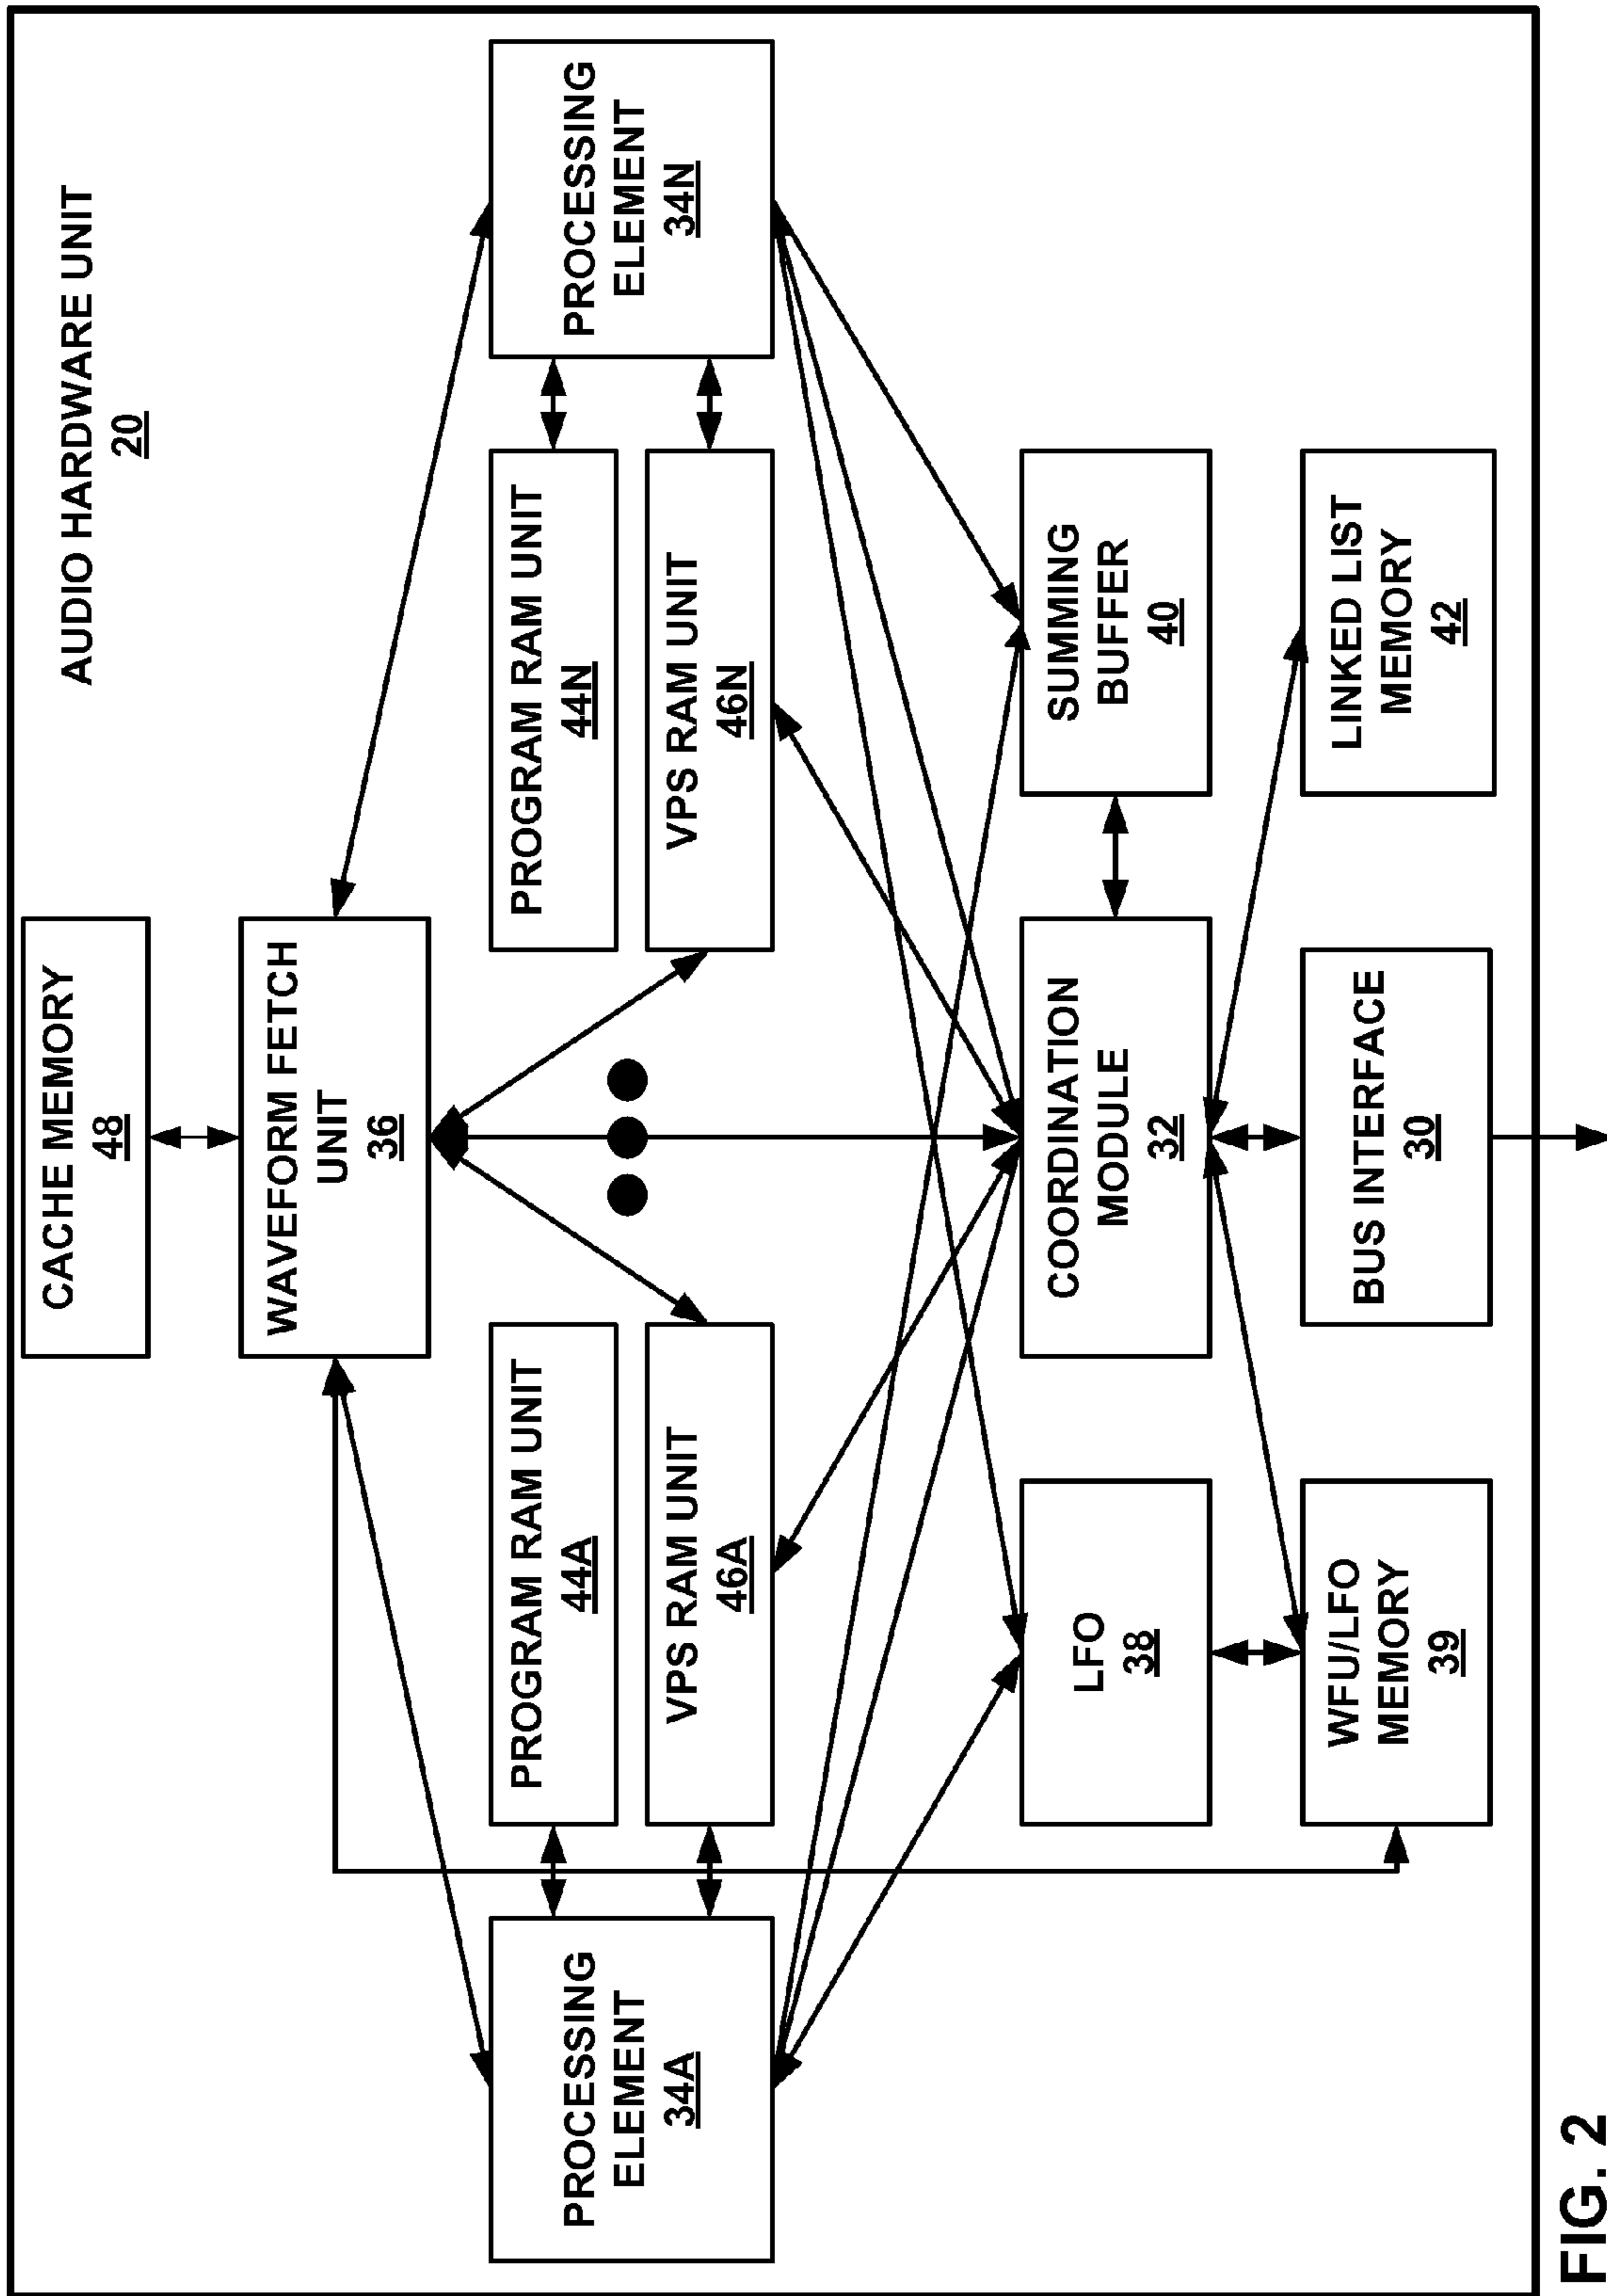 AUDIO HARDWARE UNIT
20
CACHE MEMORY
48
WAVEFORM FETCH
UNIT
36
PROCESSING
ELEMENT
34A
PROGRAM RAM UNIT
44A
VPS RAM UNIT
46A
PROGRAM RAM UNIT
44N
VPS RAM UNIT
46N
PROCESSING
ELEMENT
34N
LFO
38
COORDINATION
MODULE
32
SUMMING
BUFFER
40
WFU/LFO
MEMORY
39
BUS INTERFACE
30
LINKED LIST
MEMORY
42
FIG. 2